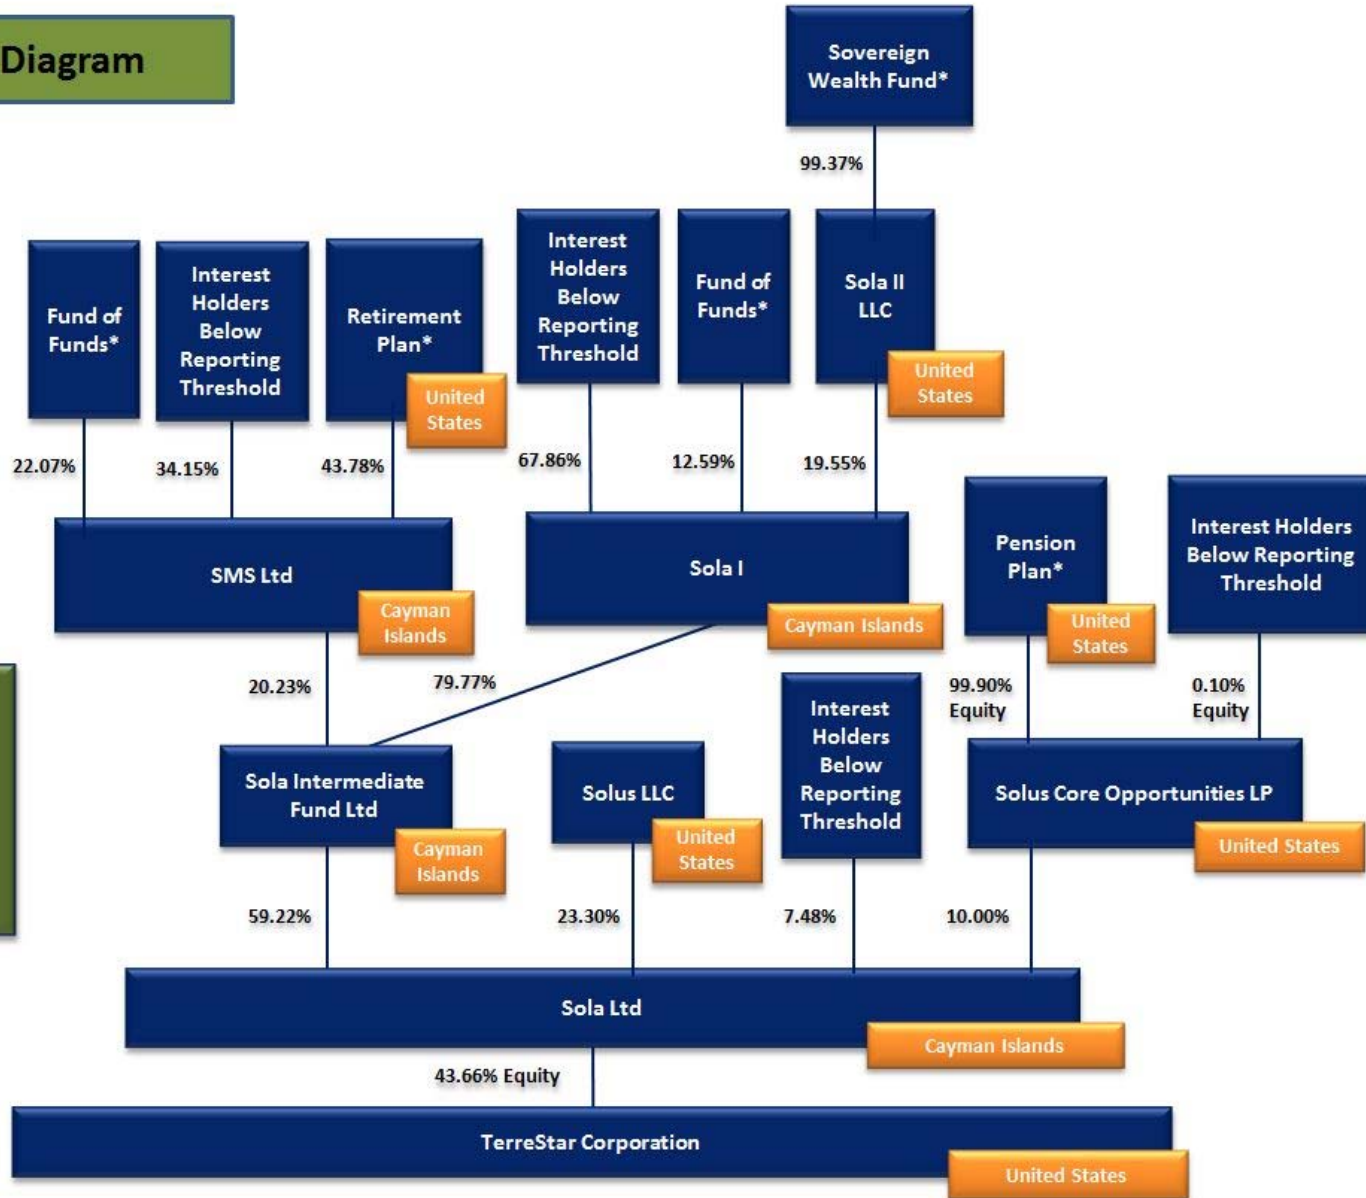 Diagram
Sovereign
Wealth Fund*
99.37%
Fund of
Funds*
Interest
Holders
Below
Reporting
Threshold
Retirement
Plan*
United
States
Interest
Holders
Below
Reporting
Threshold
Fund of
Funds*
Sola II
LLC
United
States
22.07%
34.15%
43.78%
67.86%
12.59%
19.55%
SMS Ltd
Cayman
Islands
Sola I
Cayman Islands
Pension
Plan*
United
States
Interest Holders
Below Reporting
Threshold
20.23%
79.77%
99.90%
Equity
0.10%
Equity
Sola Intermediate
Fund Ltd
Cayman
Islands
Solus LLC
United
States
Interest
Holders
Below
Reporting
Threshold
Solus Core Opportunities LP
United States
59.22%
23.30%
7.48%
10.00%
Sola Ltd
Cayman Islands
43.66% Equity
TerreStar Corporation
United States